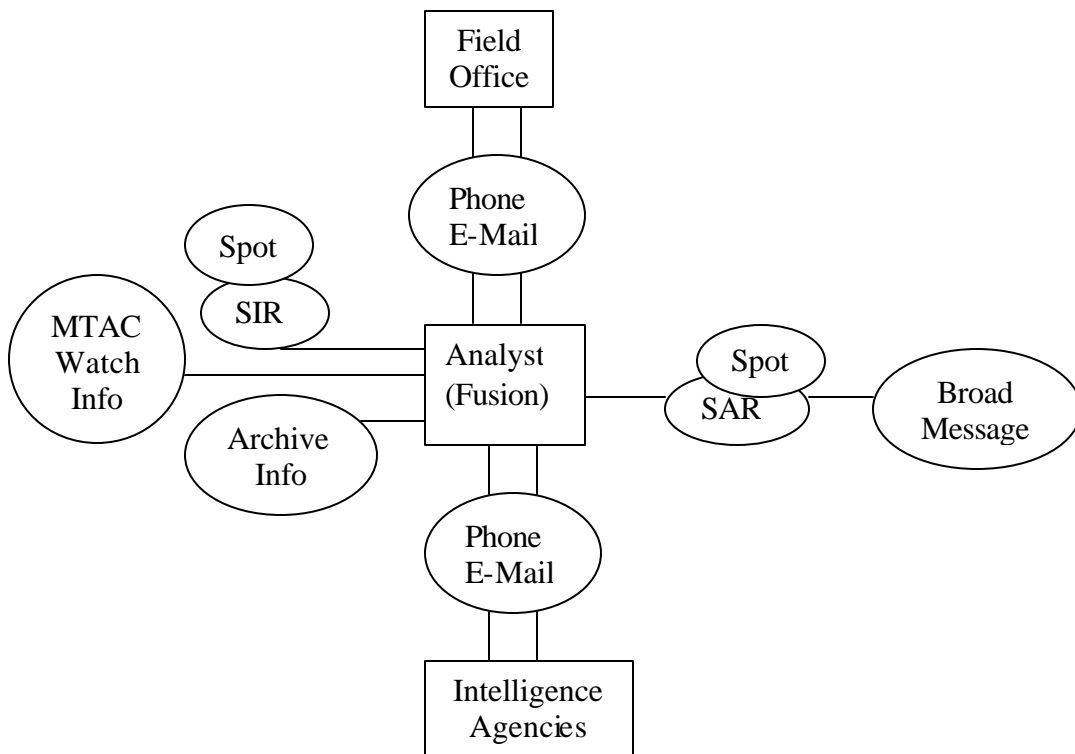 Field
Office
Phone
E-Mail
Spot
SIR
MTAC
Watch
Info
Archive
Info
Analyst
(Fusion)
Spot
SAR
Broad
Message
Phone
E-Mail
Intelligence
Agencies